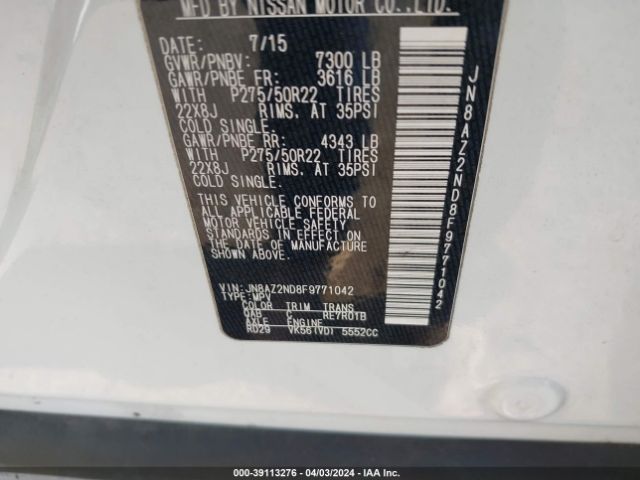 MFD BY NISSAN MOTOR CO.,LTD.
DATE: 7/15
GVWR/PNBV: 7300 LB
GAWR/PNBE FR: 3616 LB
WITH P275/50R22 TIRES
22X8J RIMS. AT 35PSI
COLD SINGLE.
GAWR/PNBE RR: 4343 LB
WITH P275/50R22 TIRES
22X8J RIMS. AT 35PSI
COLD SINGLE.
THIS VEHICLE CONFORMS TO
ALL APPLICABLE FEDERAL
MOTOR VEHICLE SAFETY
STANDARDS IN EFFECT ON
THE DATE OF MANUFACTURE
SHOWN ABOVE.
VIN: JN8AZ2ND8F9771042
TYPE: MPV
COLOR TRIM TRANS
QAB C RE7R01B
AXLE ENGINE
RD29 VK56(VD) 5552CC
JN8AZ2ND8F9771042
000-39113276 - 04/03/2024 - IAA Inc.